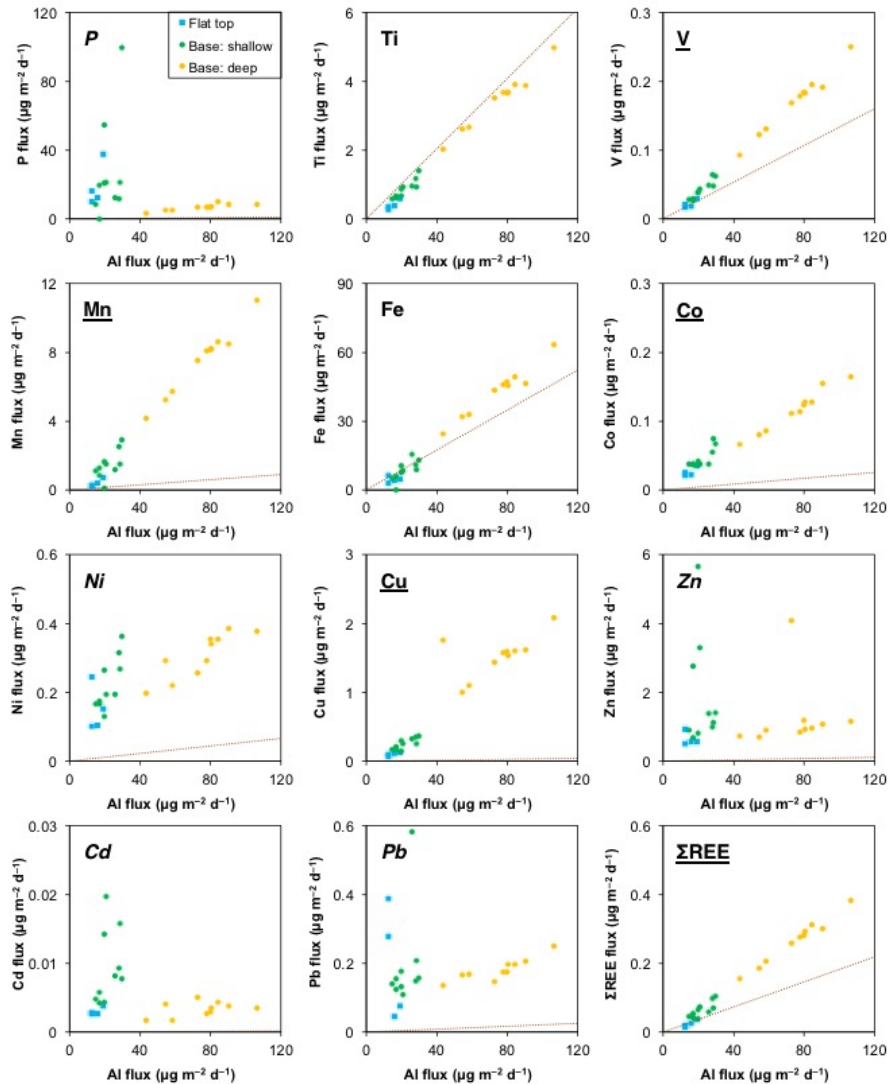 P
Flat top
Base: shallow
Base: deep
120
80
40
0
0 40 80 120
P flux (µg m⁻² d⁻¹)
Al flux (µg m⁻² d⁻¹)
Ti
6
4
2
0
0 40 80 120
Ti flux (µg m⁻² d⁻¹)
Al flux (µg m⁻² d⁻¹)
V
0.3
0.2
0.1
0
0 40 80 120
V flux (µg m⁻² d⁻¹)
Al flux (µg m⁻² d⁻¹)
Mn
12
8
4
0
0 40 80 120
Mn flux (µg m⁻² d⁻¹)
Al flux (µg m⁻² d⁻¹)
Fe
90
60
30
0
0 40 80 120
Fe flux (µg m⁻² d⁻¹)
Al flux (µg m⁻² d⁻¹)
Co
0.3
0.2
0.1
0
0 40 80 120
Co flux (µg m⁻² d⁻¹)
Al flux (µg m⁻² d⁻¹)
Ni
0.6
0.4
0.2
0
0 40 80 120
Ni flux (µg m⁻² d⁻¹)
Al flux (µg m⁻² d⁻¹)
Cu
3
2
1
0
0 40 80 120
Cu flux (µg m⁻² d⁻¹)
Al flux (µg m⁻² d⁻¹)
Zn
6
4
2
0
0 40 80 120
Zn flux (µg m⁻² d⁻¹)
Al flux (µg m⁻² d⁻¹)
Cd
0.03
0.02
0.01
0
0 40 80 120
Cd flux (µg m⁻² d⁻¹)
Al flux (µg m⁻² d⁻¹)
Pb
0.6
0.4
0.2
0
0 40 80 120
Pb flux (µg m⁻² d⁻¹)
Al flux (µg m⁻² d⁻¹)
ΣREE
0.6
0.4
0.2
0
0 40 80 120
ΣREE flux (µg m⁻² d⁻¹)
Al flux (µg m⁻² d⁻¹)